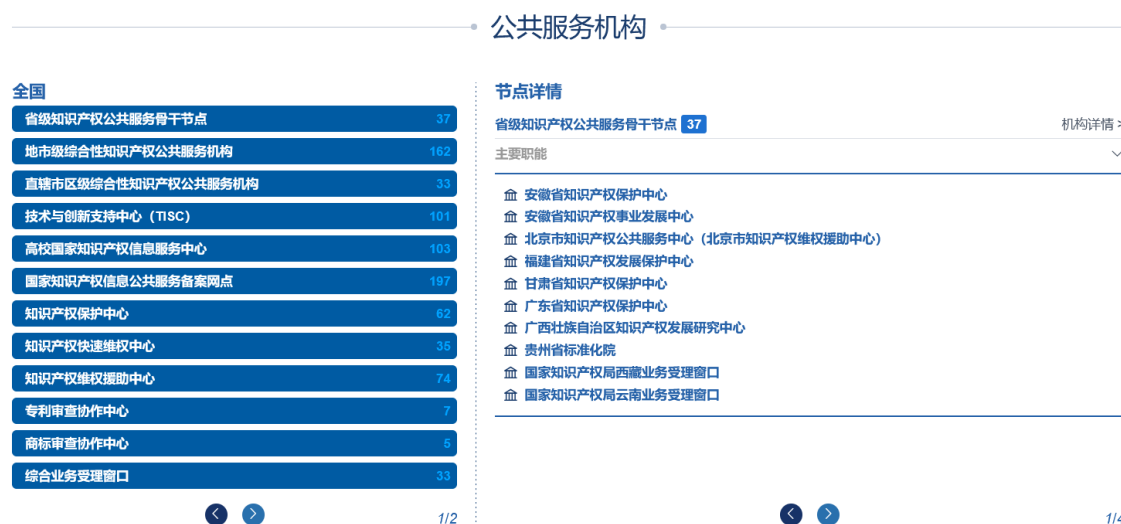 公共服务机构
全国
省级知识产权公共服务骨干节点 37
地市级综合性知识产权公共服务机构 162
直辖市区级综合性知识产权公共服务机构 33
技术与创新支持中心（TISC） 101
高校国家知识产权信息服务中心 103
国家知识产权信息公共服务备案网点 197
知识产权保护中心 62
知识产权快速维权中心 35
知识产权维权援助中心 74
专利审查协作中心 7
商标审查协作中心 5
综合业务受理窗口 33
1/2
节点详情
省级知识产权公共服务骨干节点 37 机构详情 >
主要职能
安徽省知识产权保护中心
安徽省知识产权事业发展中心
北京市知识产权公共服务中心（北京市知识产权维权援助中心）
福建省知识产权发展保护中心
甘肃省知识产权保护中心
广东省知识产权保护中心
广西壮族自治区知识产权发展研究中心
贵州省标准化院
国家知识产权局西藏业务受理窗口
国家知识产权局云南业务受理窗口
1/4